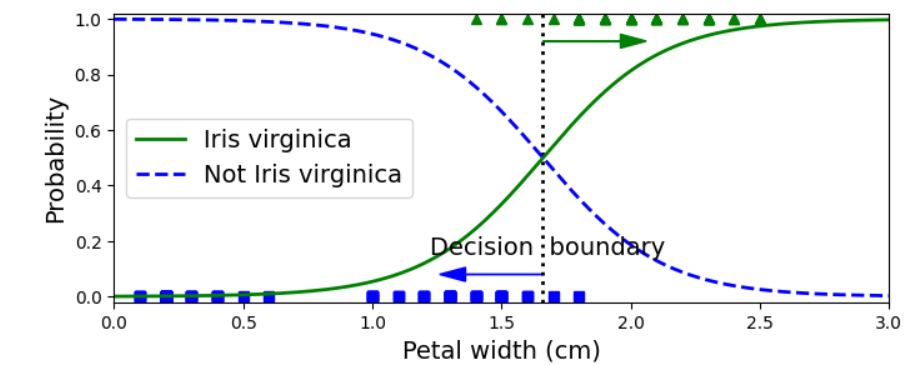 1.0
0.8
0.6
0.4
0.2
0.0
Probability
Iris virginica
Not Iris virginica
Decision boundary
0.0 0.5 1.0 1.5 2.0 2.5 3.0
Petal width (cm)